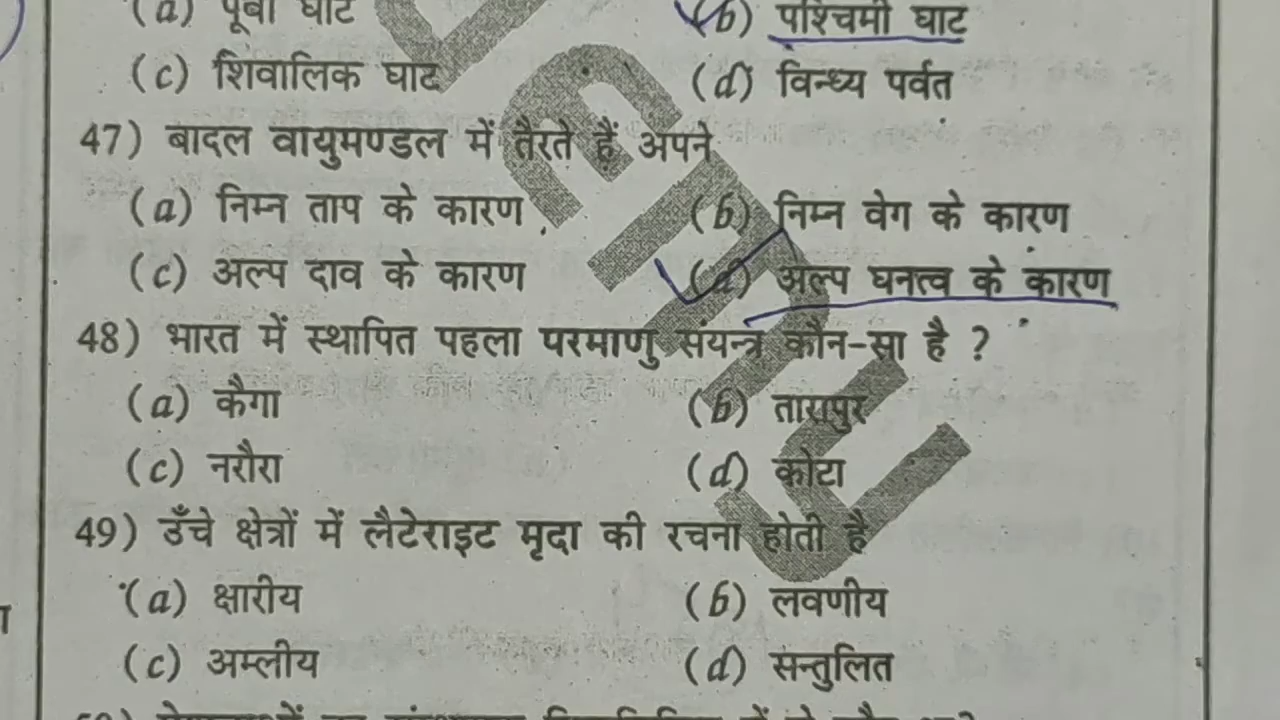 (a) पूर्वी घाट (b) पश्चिमी घाट
(c) शिवालिक घाट (d) विन्ध्य पर्वत
47) बादल वायुमण्डल में तैरते हैं अपने
(a) निम्न ताप के कारण (b) निम्न वेग के कारण
(c) अल्प दाव के कारण (d) अल्प घनत्व के कारण
48) भारत में स्थापित पहला परमाणु संयन्त्र कौन-सा है ?
(a) कैगा (b) तारापुर
(c) नरौरा (d) कोटा
49) उँचे क्षेत्रों में लैटेराइट मृदा की रचना होती है
(a) क्षारीय (b) लवणीय
(c) अम्लीय (d) सन्तुलित